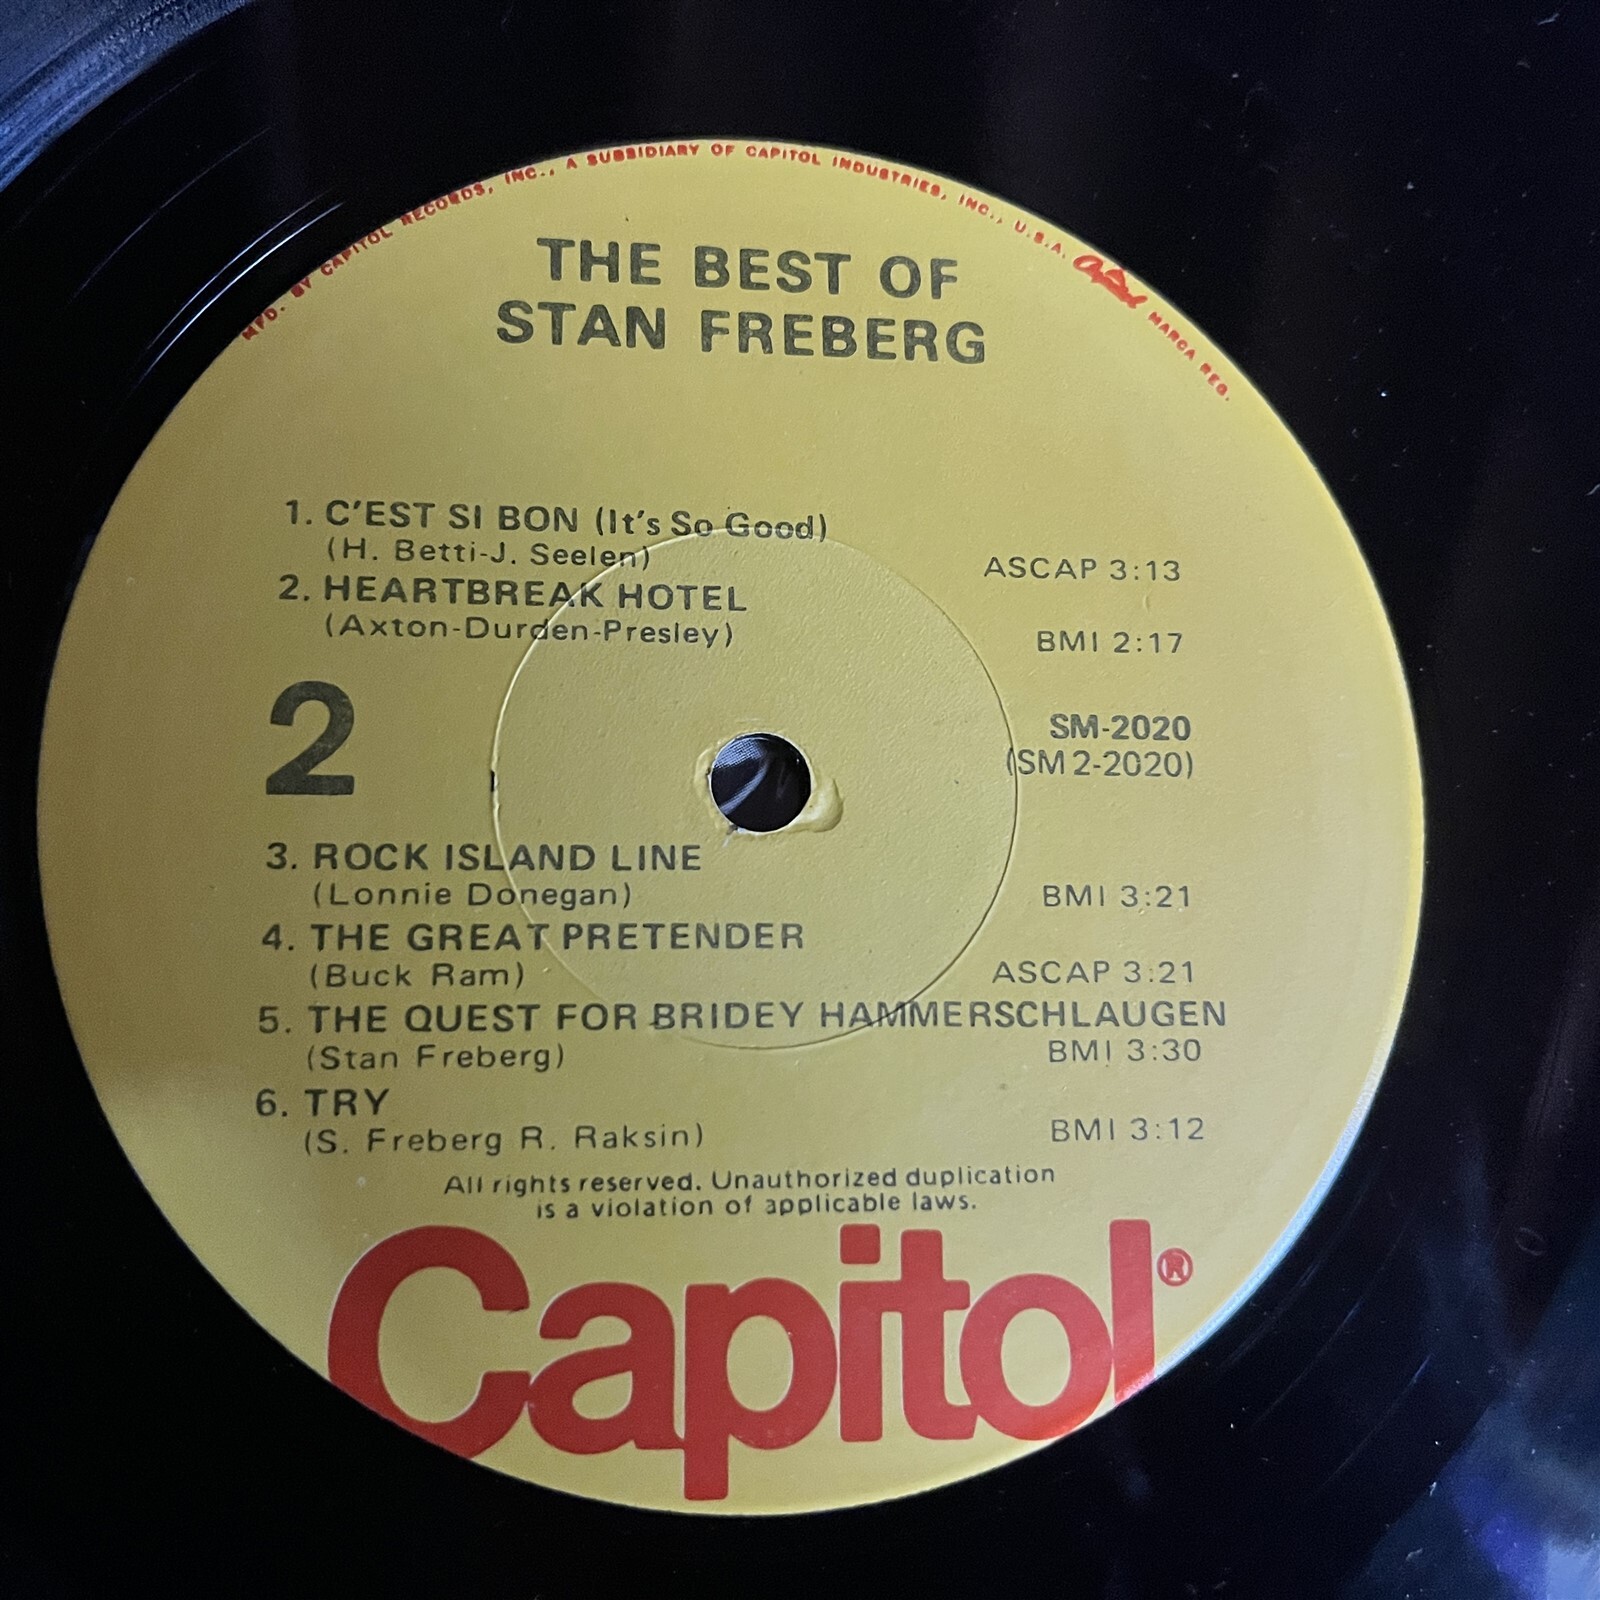 MFD. BY CAPITOL RECORDS, INC., A SUBSIDIARY OF CAPITOL INDUSTRIES, INC., U.S.A. Capitol MARCA REG.
THE BEST OF
STAN FREBERG
1. C'EST SI BON (It's So Good)
(H. Betti-J. Seelen) ASCAP 3:13
2. HEARTBREAK HOTEL
(Axton-Durden-Presley) BMI 2:17
2
SM-2020
(SM 2-2020)
3. ROCK ISLAND LINE
(Lonnie Donegan) BMI 3:21
4. THE GREAT PRETENDER
(Buck Ram) ASCAP 3:21
5. THE QUEST FOR BRIDEY HAMMERSCHLAUGEN
(Stan Freberg) BMI 3:30
6. TRY
(S. Freberg R. Raksin) BMI 3:12
All rights reserved. Unauthorized duplication
is a violation of applicable laws.
Capitol®